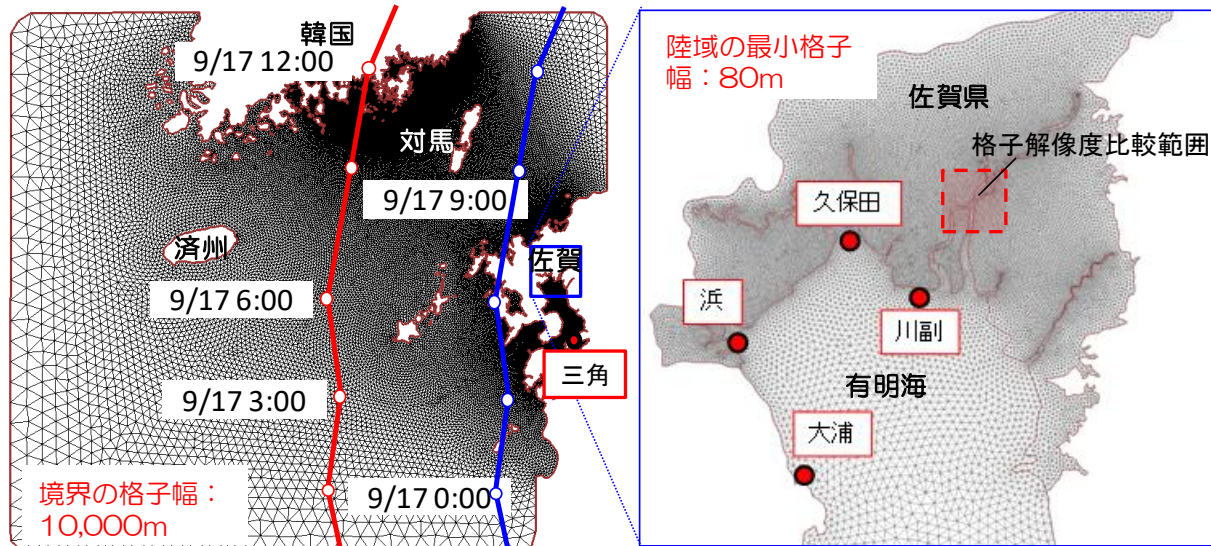 韓国
9/17 12:00
対馬
9/17 9:00
済州
佐賀
9/17 6:00
三角
9/17 3:00
境界の格子幅：
10,000m
9/17 0:00
陸域の最小格子
幅：80m
佐賀県
格子解像度比較範囲
久保田
浜
川副
有明海
大浦